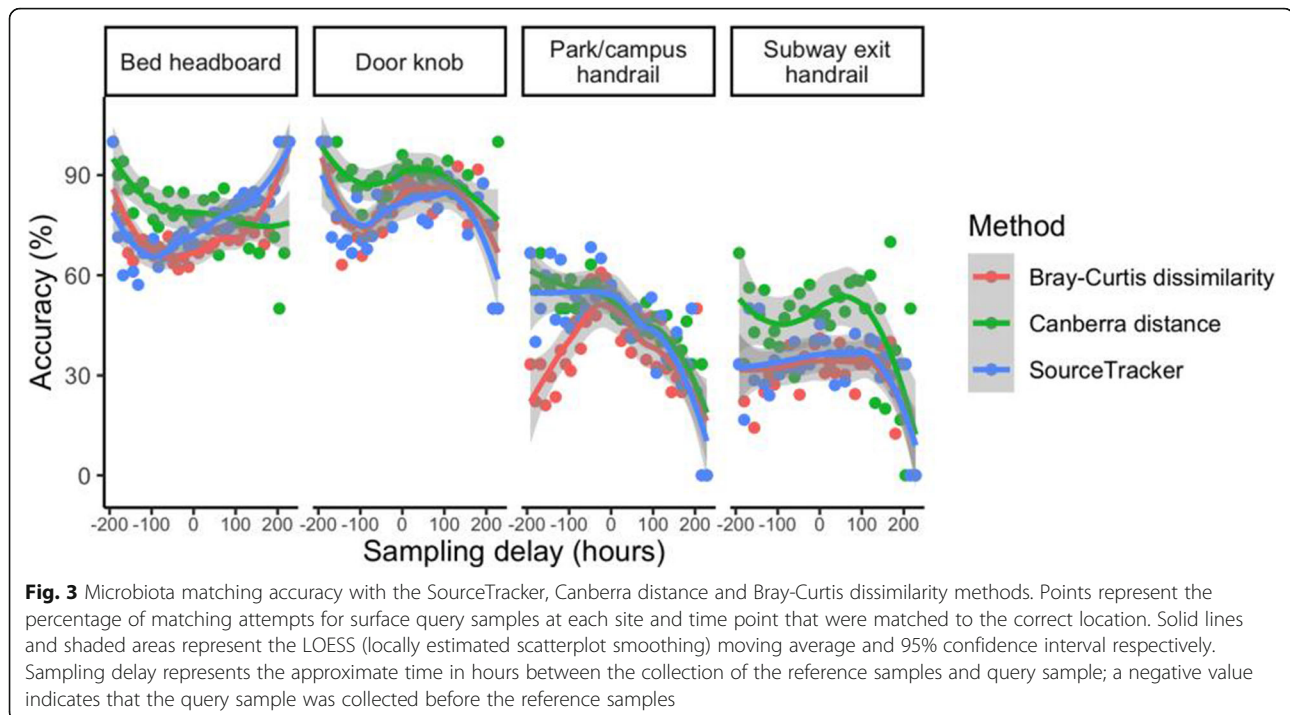 Bed headboard
Door knob
Park/campus
handrail
Subway exit
handrail
Accuracy (%)
90
60
30
0
-200 -100 0 100 200
-200 -100 0 100 200
-200 -100 0 100 200
-200 -100 0 100 200
Sampling delay (hours)
Method
Bray-Curtis dissimilarity
Canberra distance
SourceTracker
Fig. 3 Microbiota matching accuracy with the SourceTracker, Canberra distance and Bray-Curtis dissimilarity methods. Points represent the
percentage of matching attempts for surface query samples at each site and time point that were matched to the correct location. Solid lines
and shaded areas represent the LOESS (locally estimated scatterplot smoothing) moving average and 95% confidence interval respectively.
Sampling delay represents the approximate time in hours between the collection of the reference samples and query sample; a negative value
indicates that the query sample was collected before the reference samples